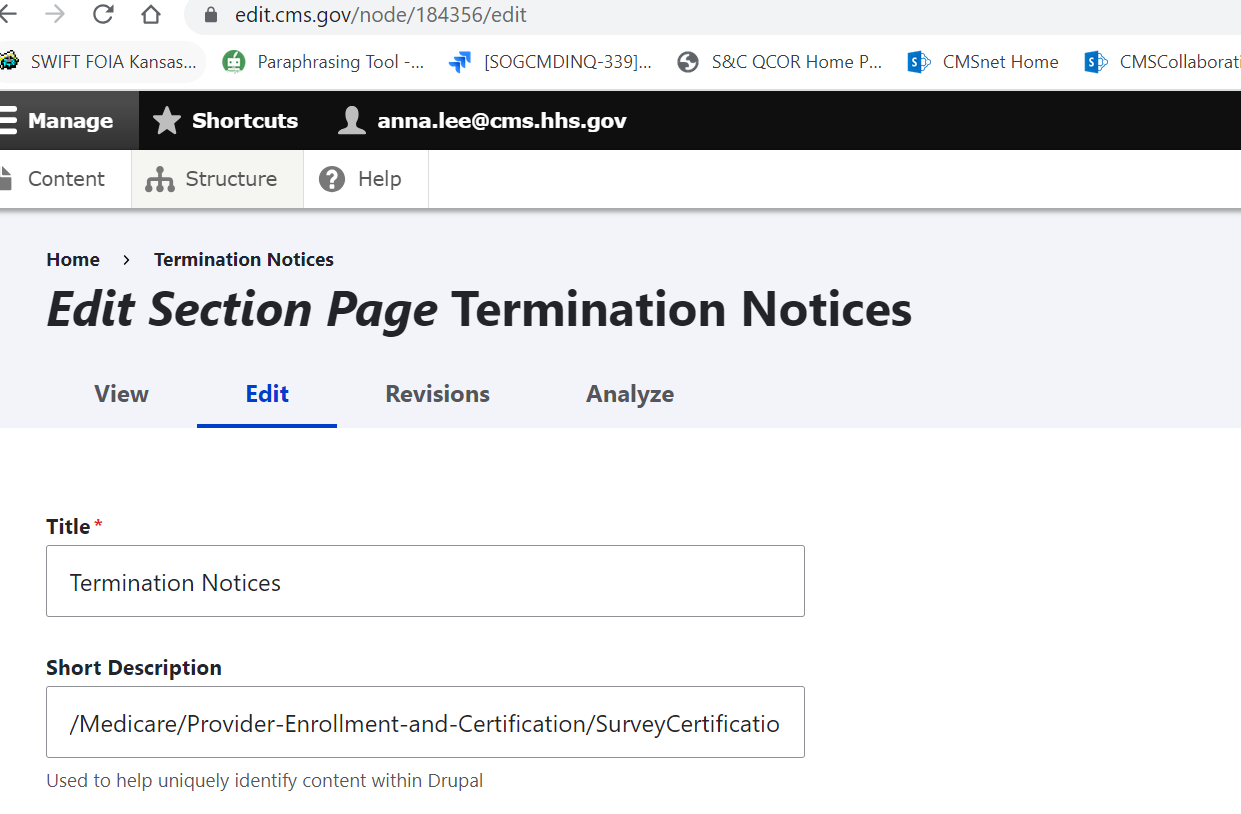 edit.cms.gov/node/184356/edit
SWIFT FOIA Kansas... Paraphrasing Tool -... [SOGCMDINQ-339]... S&C QCOR Home P... CMSnet Home CMSCollaborati
Manage Shortcuts anna.lee@cms.hhs.gov
Content Structure Help
Home > Termination Notices
Edit Section Page Termination Notices
View Edit Revisions Analyze
Title*
Termination Notices
Short Description
/Medicare/Provider-Enrollment-and-Certification/SurveyCertificatio
Used to help uniquely identify content within Drupal